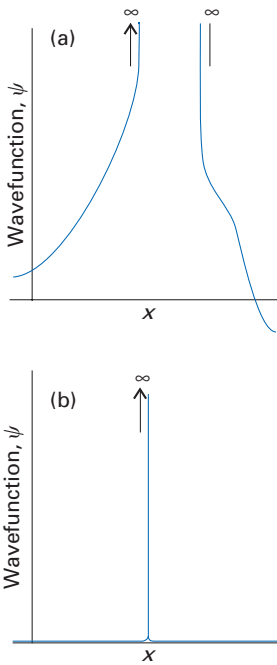 ∞ ∞
(a)
Wavefunction, ψ
x
∞
(b)
Wavefunction, ψ
x